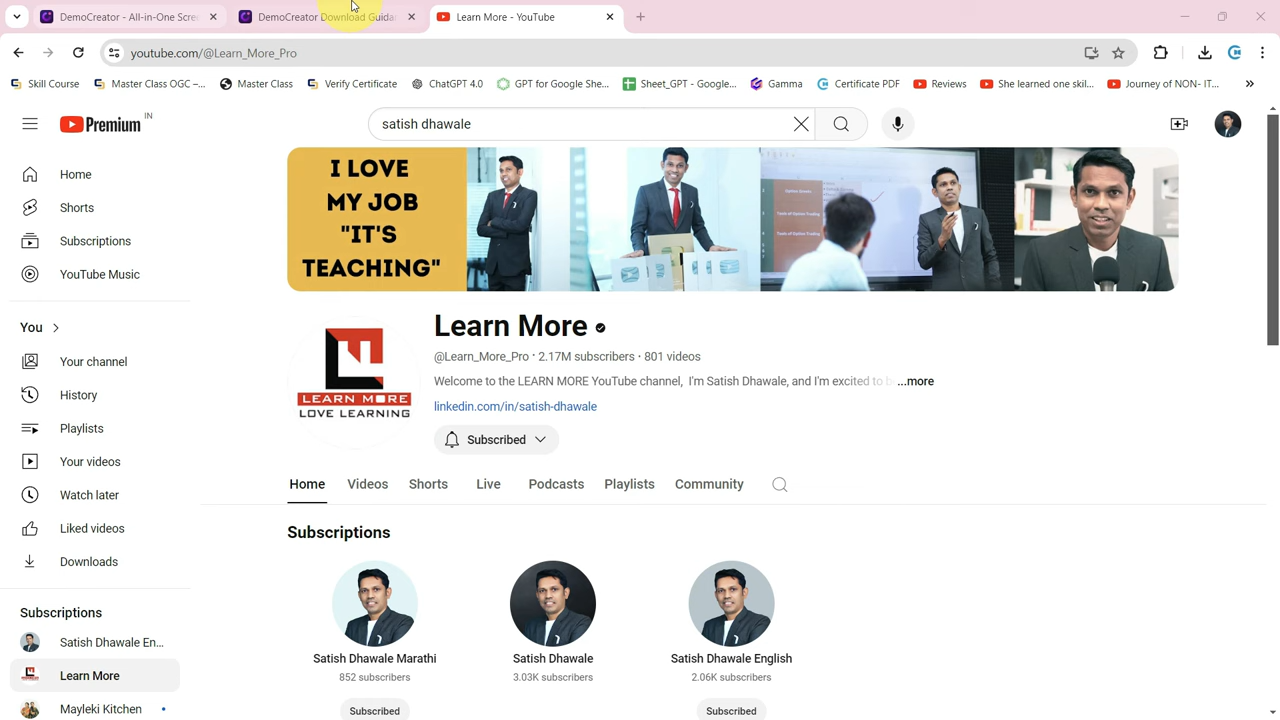 DemoCreator - All-in-One Scre
DemoCreator Download Guidan
Learn More - YouTube
youtube.com/@Learn_More_Pro
Skill Course
Master Class OGC –...
Master Class
Verify Certificate
ChatGPT 4.0
GPT for Google She...
Sheet_GPT - Google...
Gamma
Certificate PDF
Reviews
She learned one skil...
Journey of NON- IT...
»
Premium IN
satish dhawale
Home
Shorts
Subscriptions
YouTube Music
You
Your channel
History
Playlists
Your videos
Watch later
Liked videos
Downloads
Subscriptions
Satish Dhawale En...
Learn More
Mayleki Kitchen
I LOVE
MY JOB
"IT'S
TEACHING"
LEARN MORE
LOVE LEARNING
Learn More
@Learn_More_Pro · 2.17M subscribers · 801 videos
Welcome to the LEARN MORE YouTube channel, I'm Satish Dhawale, and I'm excited to b ...more
linkedin.com/in/satish-dhawale
Subscribed
Home Videos Shorts Live Podcasts Playlists Community
Subscriptions
Satish Dhawale Marathi
852 subscribers
Subscribed
Satish Dhawale
3.03K subscribers
Satish Dhawale English
2.06K subscribers
Subscribed